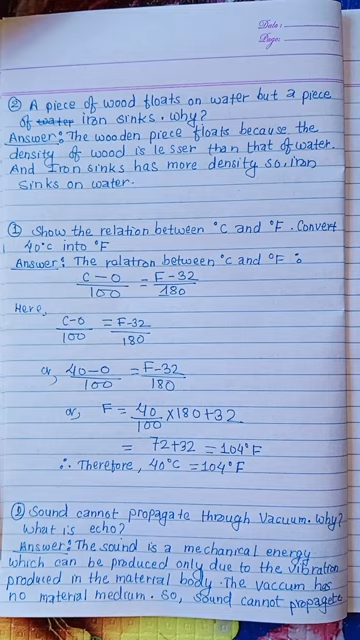 Date:
Page:
② A piece of wood floats on water but a piece
of water iron sinks. why?
Answer: The wooden piece floats because the
density of wood is lesser than that of water.
And Iron sinks has more density so, iron
sinks on water.
① Show the relation between °C and °F. Convert
40°C into °F
Answer: The ralatron between °C and °F :
C-0/100 = F-32/180
Here,
C-0/100 = F-32/180
or, 40-0/100 = F-32/180
or, F = 40/100 × 180 + 32
= 72+32 = 104°F
∴ Therefore, 40°C = 104°F
① Sound cannot propagate through Vacuum. Why?
What is echo?
Answer: The sound is a mechanical energy
which can be produced only due to the vibration
produced in the material body. The vaccum has
no material medium. So, Sound cannot propagate